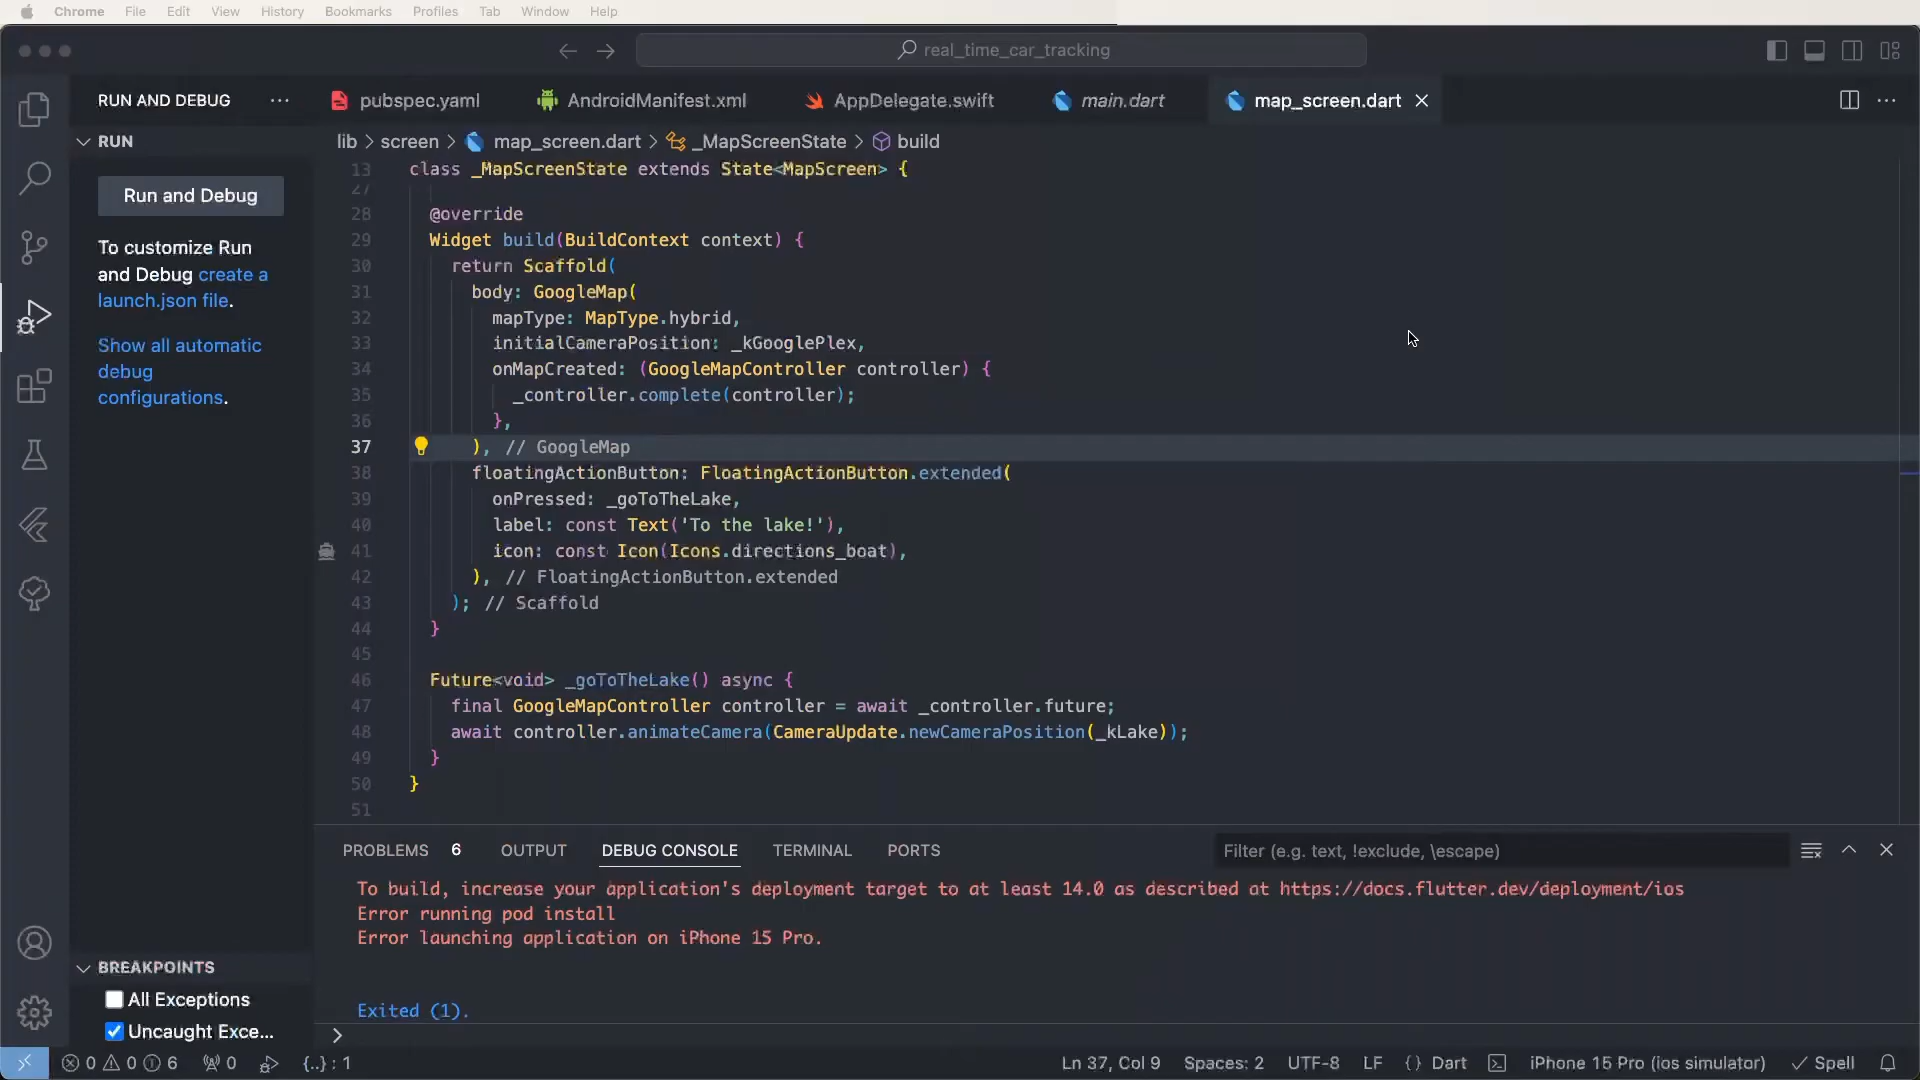 Chrome File Edit View History Bookmarks Profiles Tab Window Help
real_time_car_tracking
RUN AND DEBUG
pubspec.yaml AndroidManifest.xml AppDelegate.swift main.dart map_screen.dart
RUN
lib > screen > map_screen.dart > _MapScreenState > build
Run and Debug
To customize Run
and Debug create a
launch.json file.
Show all automatic
debug
configurations.
13 class _MapScreenState extends State<MapScreen> {
27
28 @override
29 Widget build(BuildContext context) {
30 return Scaffold(
31 body: GoogleMap(
32 mapType: MapType.hybrid,
33 initialCameraPosition: _kGooglePlex,
34 onMapCreated: (GoogleMapController controller) {
35 _controller.complete(controller);
36 },
37 ), // GoogleMap
38 floatingActionButton: FloatingActionButton.extended(
39 onPressed: _goToTheLake,
40 label: const Text('To the lake!'),
41 icon: const Icon(Icons.directions_boat),
42 ), // FloatingActionButton.extended
43 ); // Scaffold
44 }
45
46 Future<void> _goToTheLake() async {
47 final GoogleMapController controller = await _controller.future;
48 await controller.animateCamera(CameraUpdate.newCameraPosition(_kLake));
49 }
50 }
51
PROBLEMS 6 OUTPUT DEBUG CONSOLE TERMINAL PORTS
Filter (e.g. text, !exclude, \escape)
To build, increase your application's deployment target to at least 14.0 as described at https://docs.flutter.dev/deployment/ios
Error running pod install
Error launching application on iPhone 15 Pro.
Exited (1).
>
BREAKPOINTS
All Exceptions
Uncaught Exce...
0 0 6 0 {..} : 1
Ln 37, Col 9 Spaces: 2 UTF-8 LF {} Dart iPhone 15 Pro (ios simulator) Spell